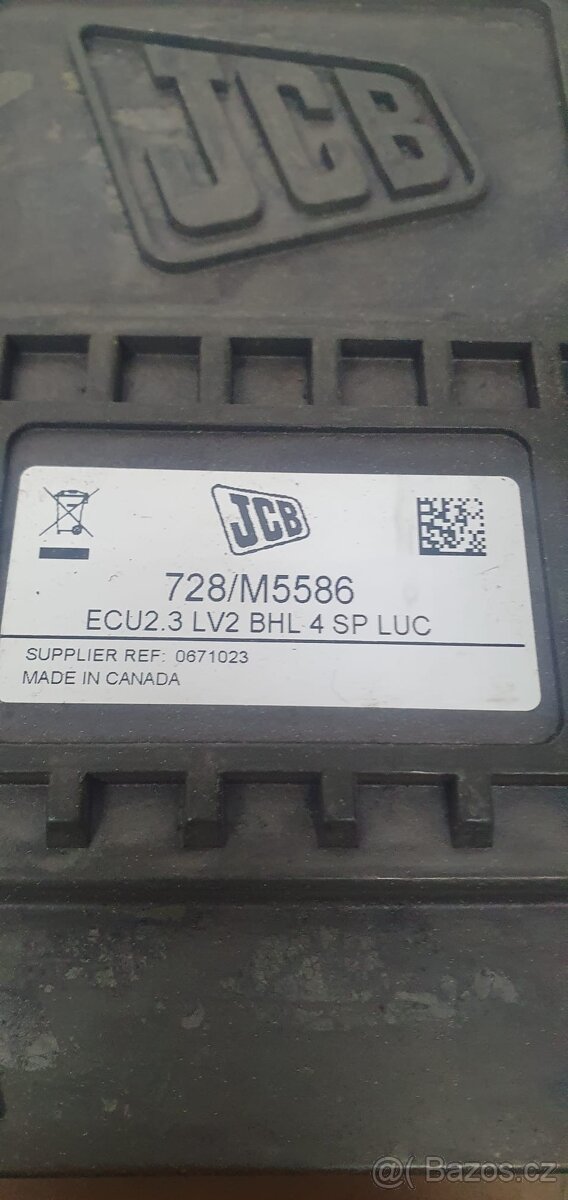 JCB
JCB
728/M5586
ECU2.3 LV2 BHL 4 SP LUC
SUPPLIER REF: 0671023
MADE IN CANADA
@ Bazos.cz